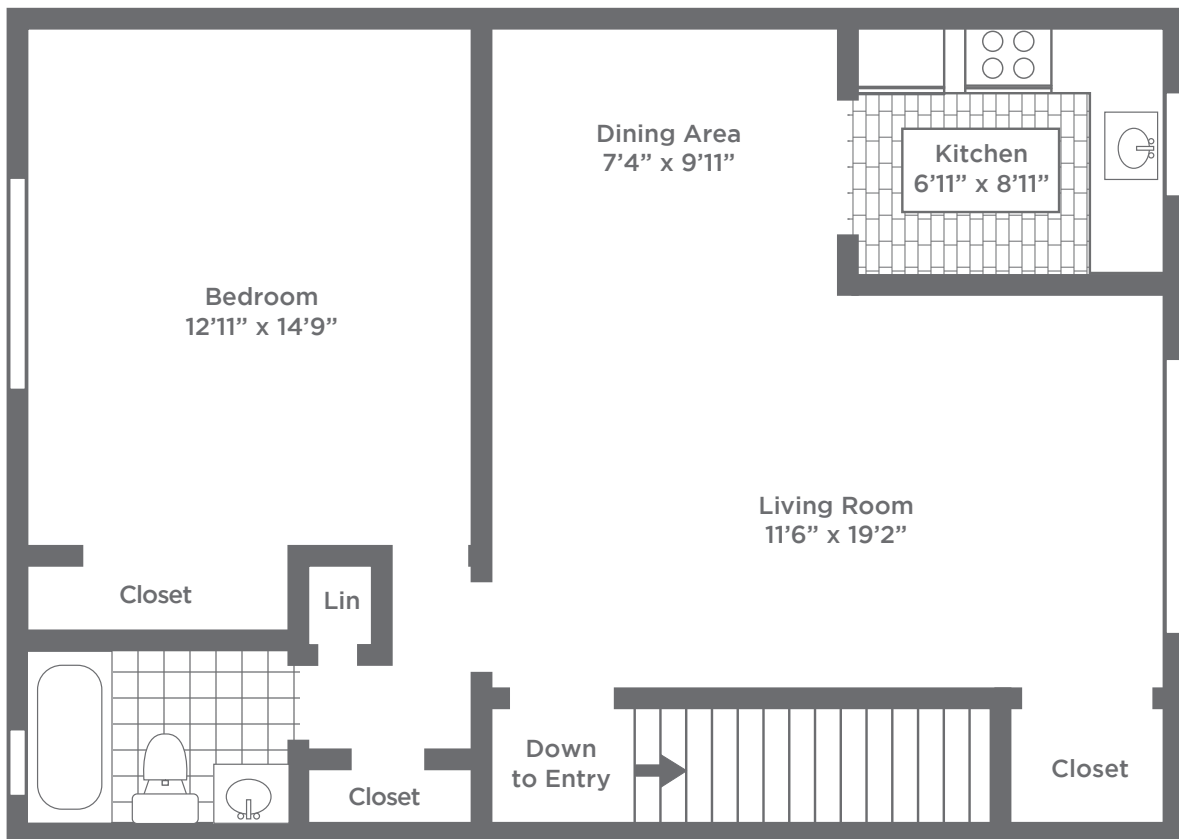 Dining Area
7’4” x 9’11”
Kitchen
6’11” x 8’11”
Bedroom
12’11” x 14’9”
Living Room
11’6” x 19’2”
Closet
Lin
Down
to Entry
Closet
Closet